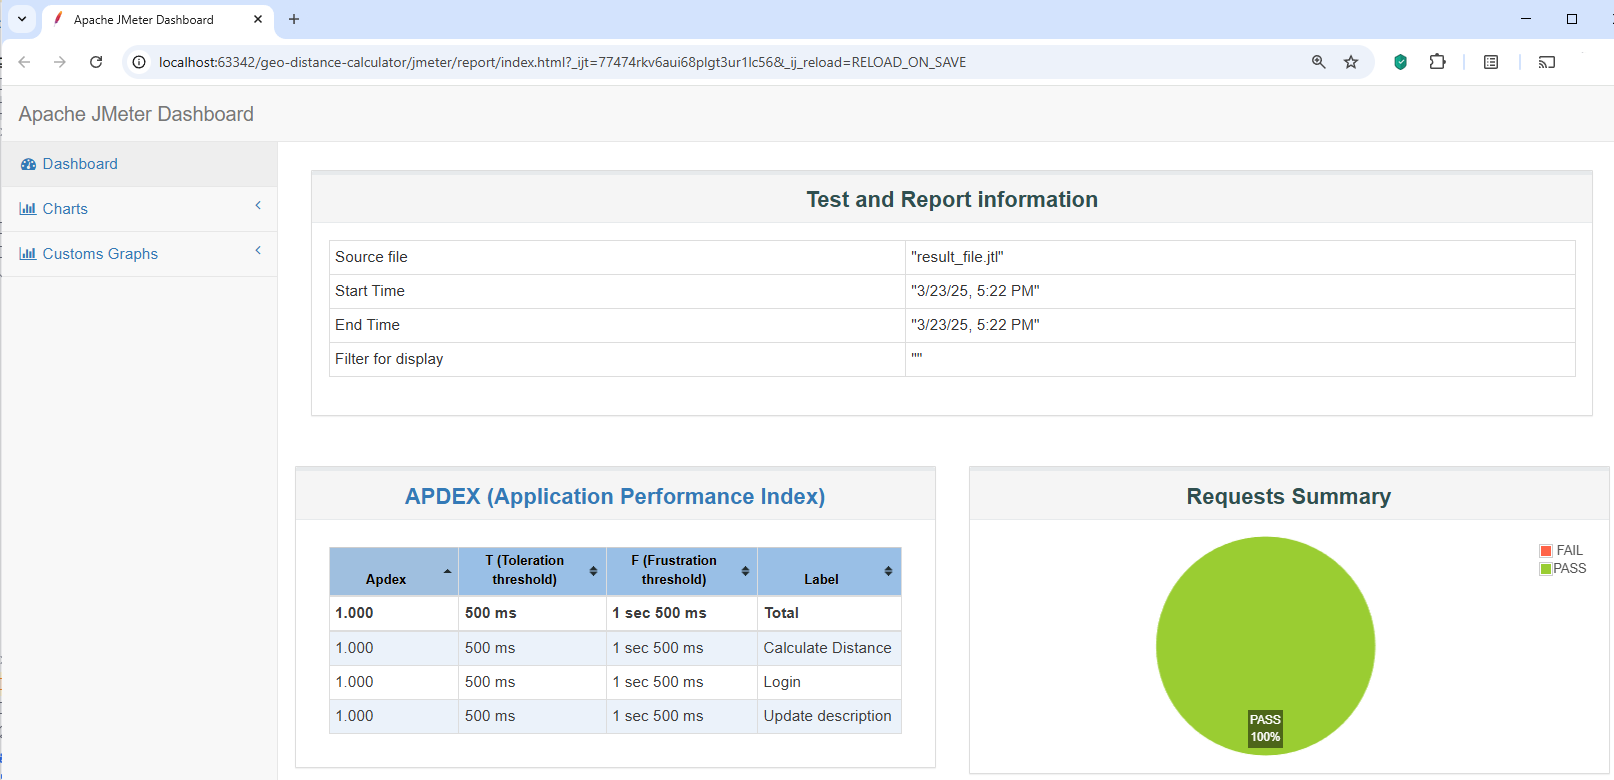 Apache JMeter Dashboard
localhost:63342/geo-distance-calculator/jmeter/report/index.html?_ijt=77474rkv6aui68plgt3ur1lc56&_ij_reload=RELOAD_ON_SAVE
Apache JMeter Dashboard
Dashboard
Charts
Customs Graphs
Test and Report information
Source file "result_file.jtl"
Start Time "3/23/25, 5:22 PM"
End Time "3/23/25, 5:22 PM"
Filter for display ""
APDEX (Application Performance Index)
Apdex T (Toleration threshold) F (Frustration threshold) Label
1.000 500 ms 1 sec 500 ms Total
1.000 500 ms 1 sec 500 ms Calculate Distance
1.000 500 ms 1 sec 500 ms Login
1.000 500 ms 1 sec 500 ms Update description
Requests Summary
FAIL
PASS
PASS
100%